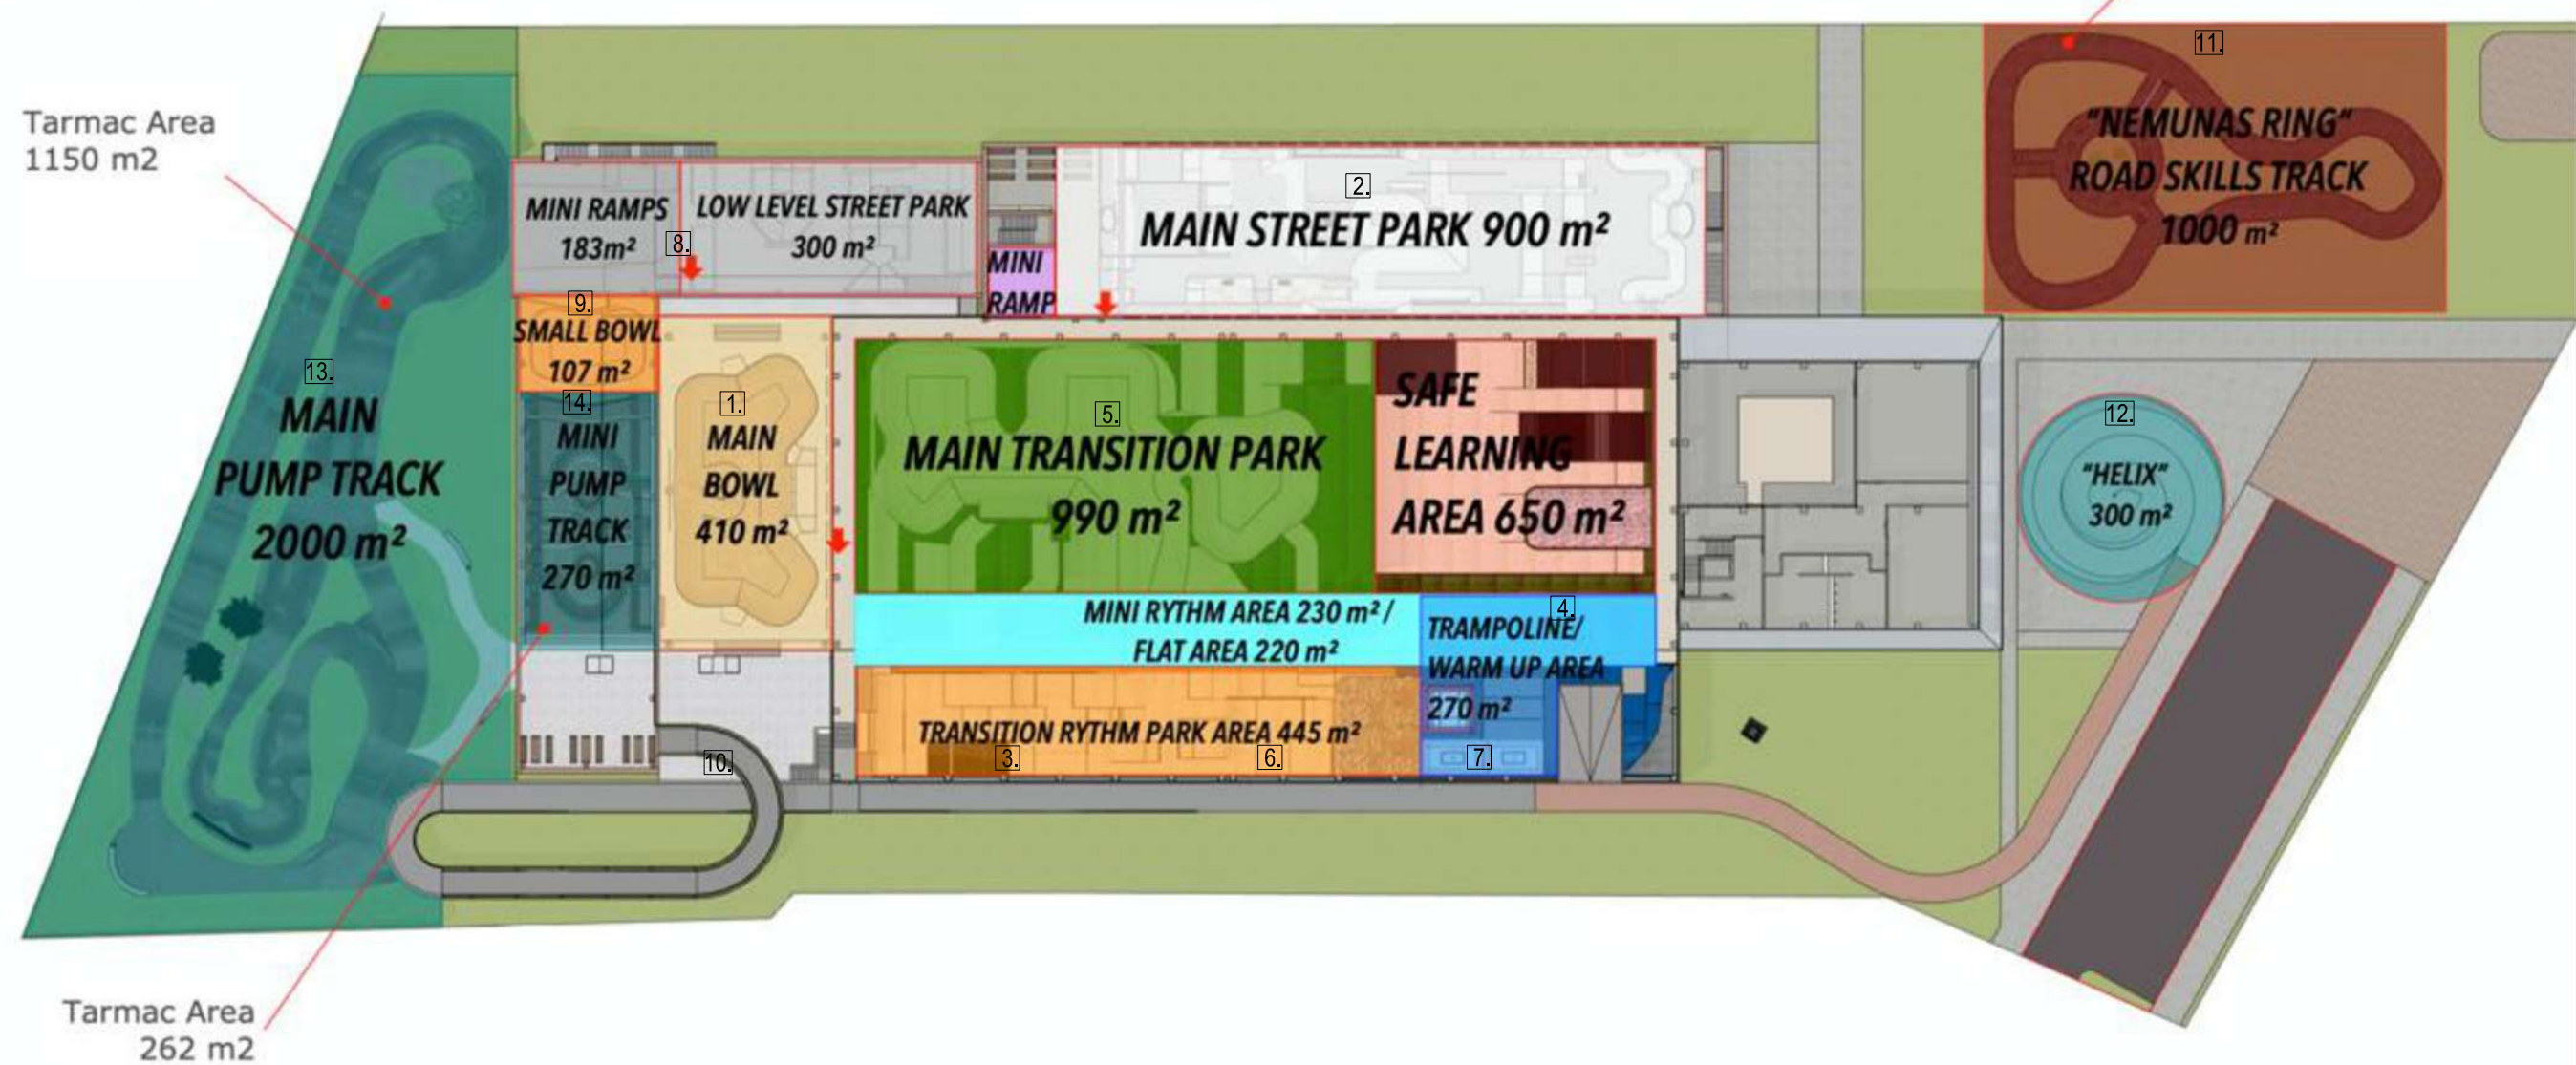 Tarmac Area
1150 m2
11.
"NEMUNAS RING"
ROAD SKILLS TRACK
1000 m²
MINI RAMPS
183m²
8.
LOW LEVEL STREET PARK
300 m²
MINI
RAMP
2.
MAIN STREET PARK 900 m²
9.
SMALL BOWL
107 m²
13.
MAIN
PUMP TRACK
2000 m²
14.
MINI
PUMP
TRACK
270 m²
1.
MAIN
BOWL
410 m²
5.
MAIN TRANSITION PARK
990 m²
SAFE
LEARNING
AREA 650 m²
12.
"HELIX"
300 m²
MINI RYTHM AREA 230 m² /
FLAT AREA 220 m²
4.
TRAMPOLINE/
WARM UP AREA
270 m²
TRANSITION RYTHM PARK AREA 445 m²
3.
6.
7.
10.
Tarmac Area
262 m2